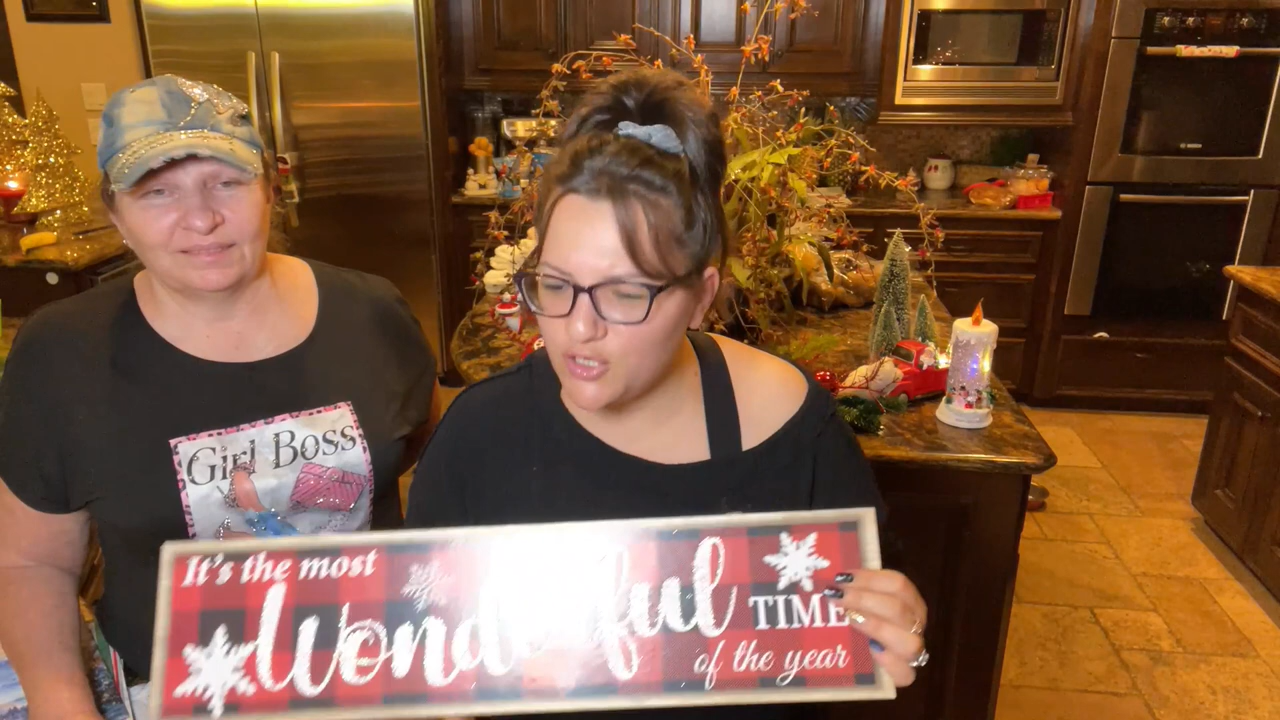 Girl Boss
It's the most
Wonderful
TIME
of the year